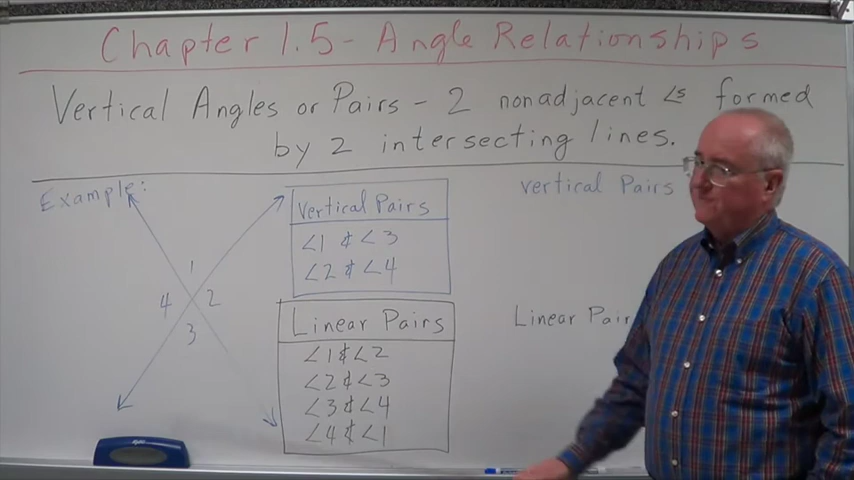 Chapter 1.5 - Angle Relationships
Vertical Angles or Pairs - 2 nonadjacent ∠s formed
by 2 intersecting lines.
Example:
1
4 2
3
Vertical Pairs
∠1 & ∠3
∠2 & ∠4
Linear Pairs
∠1 & ∠2
∠2 & ∠3
∠3 & ∠4
∠4 & ∠1
Vertical Pairs
Linear Pair
expo